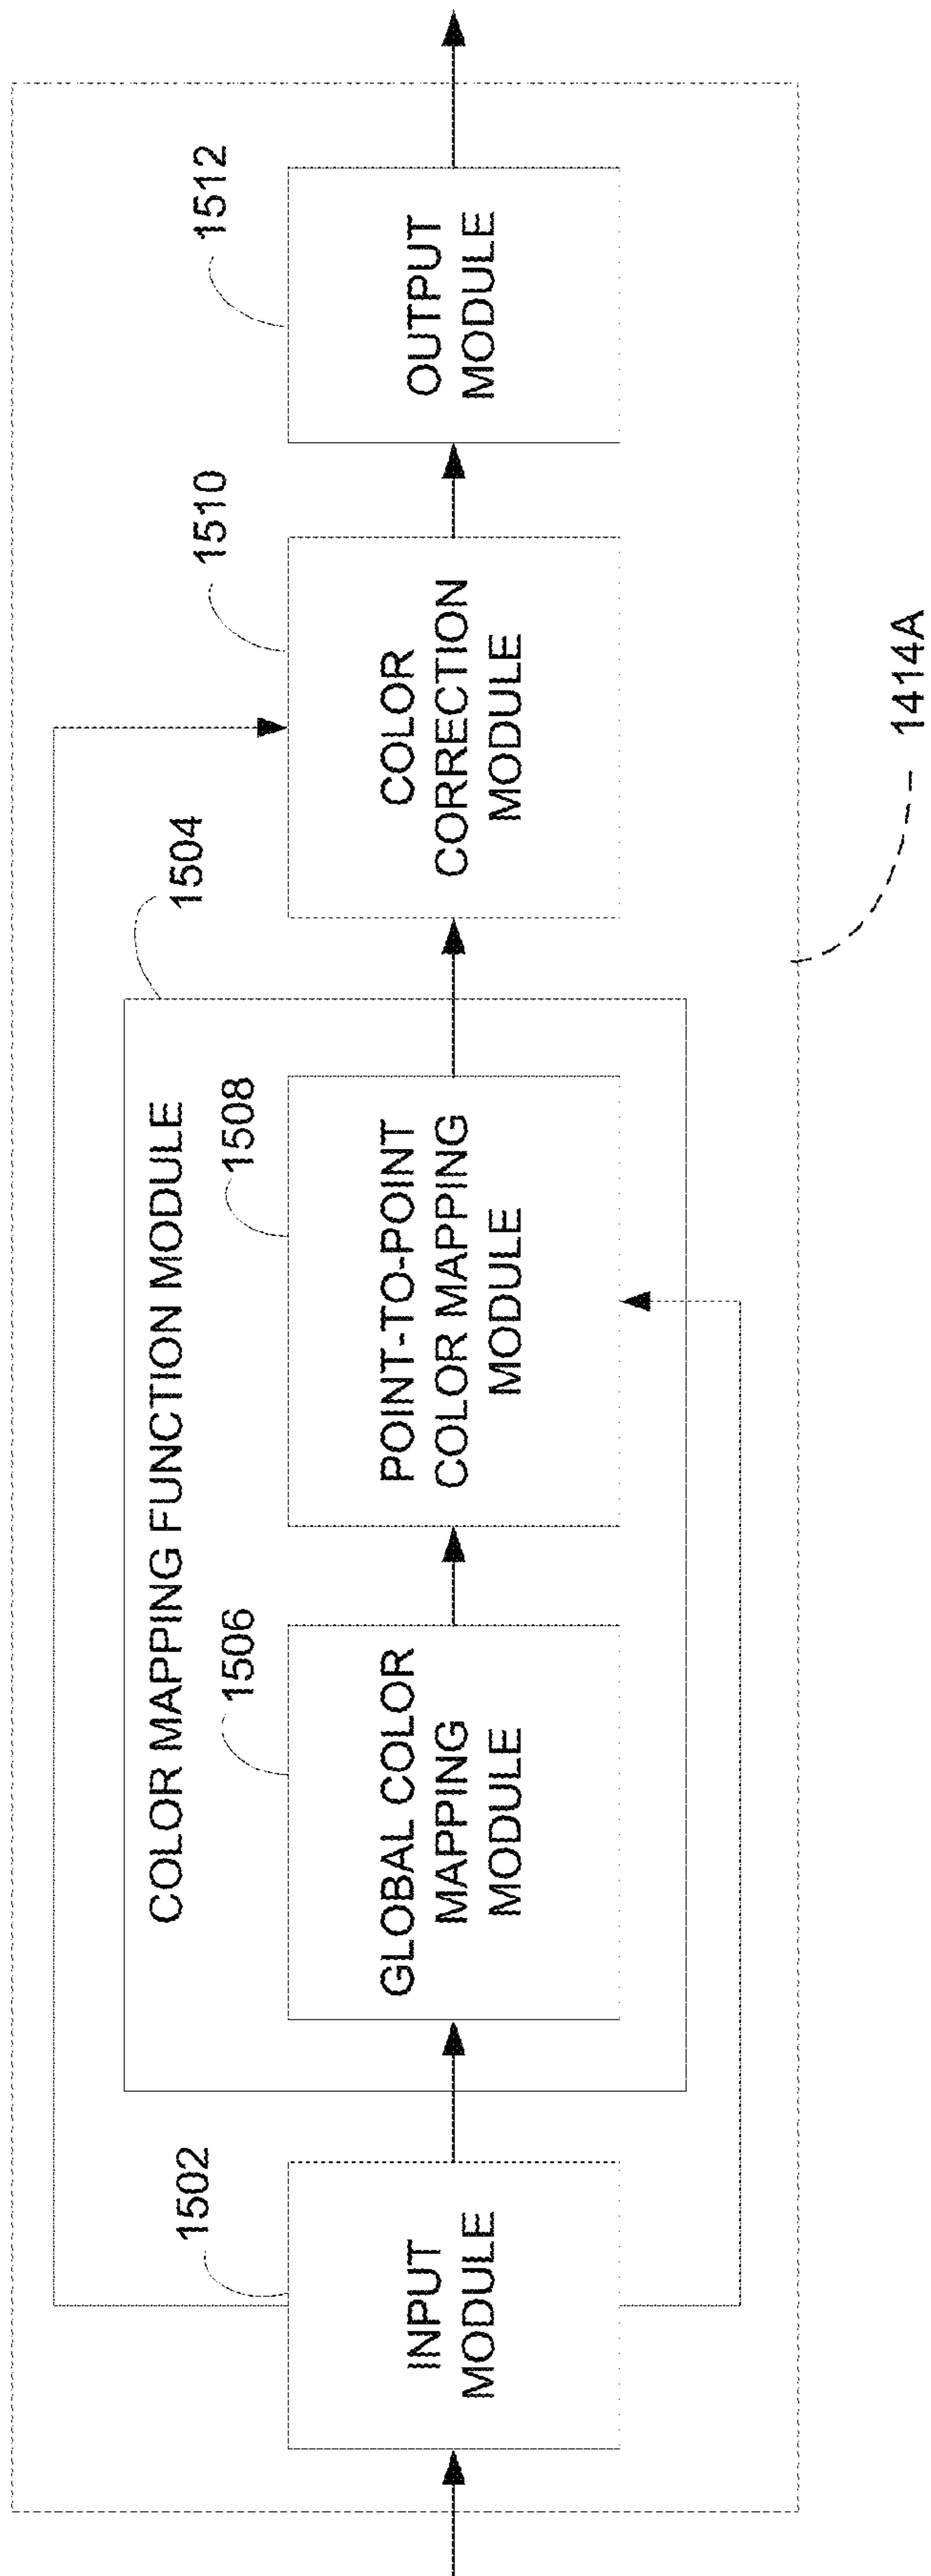 COLOR MAPPING FUNCTION MODULE
1504
1502
INPUT
MODULE
1506
GLOBAL COLOR
MAPPING
MODULE
1508
POINT-TO-POINT
COLOR MAPPING
MODULE
1510
COLOR
CORRECTION
MODULE
1512
OUTPUT
MODULE
1414A